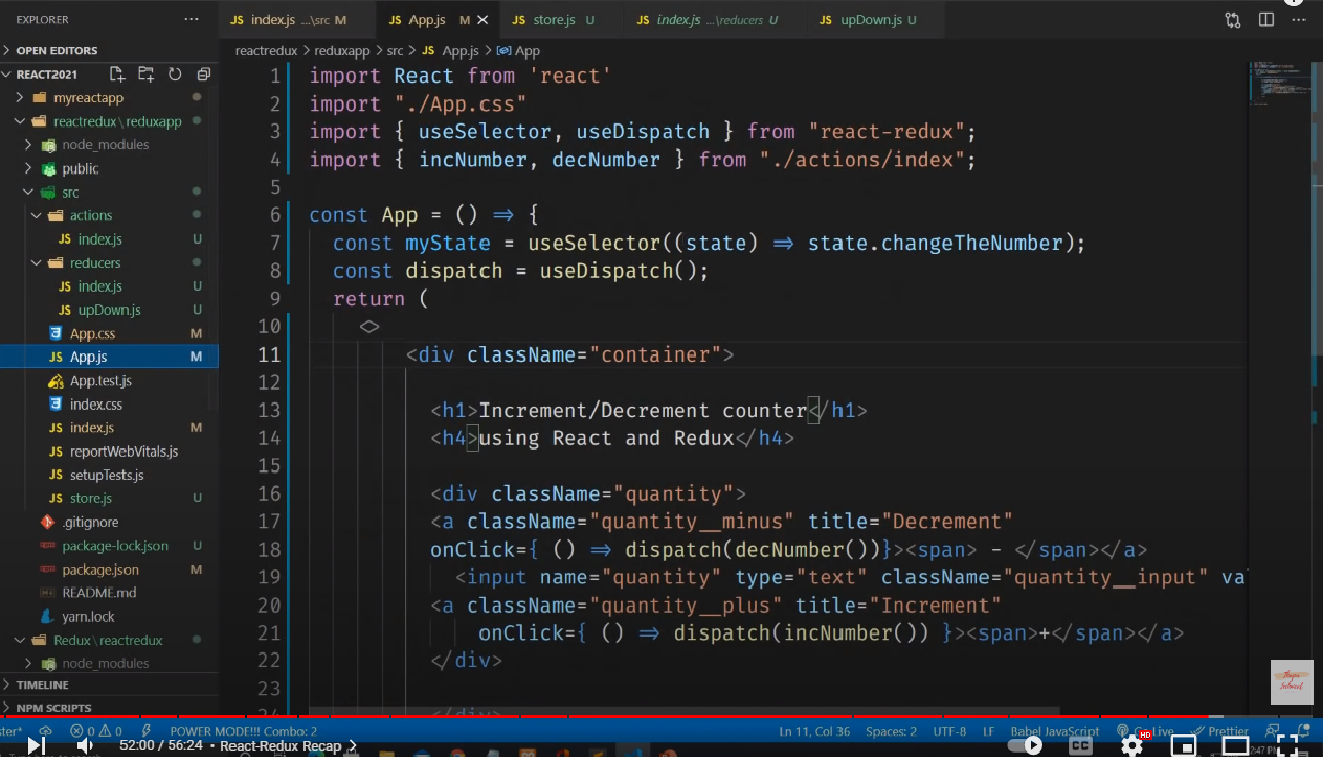 EXPLORER
index.js ...\src M
App.js M
store.js U
index.js ...\reducers U
upDown.js U
OPEN EDITORS
reactredux > reduxapp > src > JS App.js > App
REACT2021
myreactapp
reactredux \ reduxapp
node_modules
public
src
actions
JS index.js U
reducers
JS index.js U
JS upDown.js U
App.css M
JS App.js M
App.test.js
index.css
JS index.js M
JS reportWebVitals.js
JS setupTests.js
JS store.js U
.gitignore
package-lock.json U
package.json M
README.md
yarn.lock
Redux \ reactredux
node_modules
TIMELINE
NPM SCRIPTS
1 import React from 'react'
2 import "./App.css"
3 import { useSelector, useDispatch } from "react-redux";
4 import { incNumber, decNumber } from "./actions/index";
5
6 const App = () ⇒ {
7 const myState = useSelector((state) ⇒ state.changeTheNumber);
8 const dispatch = useDispatch();
9 return (
10 <>
11 <div className="container">
12
13 <h1>Increment/Decrement counter</h1>
14 <h4>using React and Redux</h4>
15
16 <div className="quantity">
17 <a className="quantity__minus" title="Decrement"
18 onClick={ () ⇒ dispatch(decNumber())}><span> - </span></a>
19 <input name="quantity" type="text" className="quantity__input" va
20 <a className="quantity__plus" title="Increment"
21 onClick={ () ⇒ dispatch(incNumber()) }><span>+</span></a>
22 </div>
23
24 </div>
ster* 0 0 POWER MODE!!! Combo: 2 Ln 11, Col 36 Spaces: 2 UTF-8 LF Babel JavaScript Go Live Prettier
52:00 / 56:24 • React-Redux Recap > CC HD